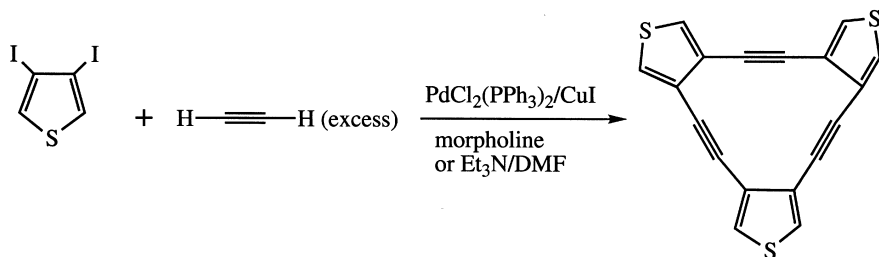 I I
S
+ H H (excess)
PdCl₂(PPh₃)₂/CuI
morpholine
or Et₃N/DMF
S S
S